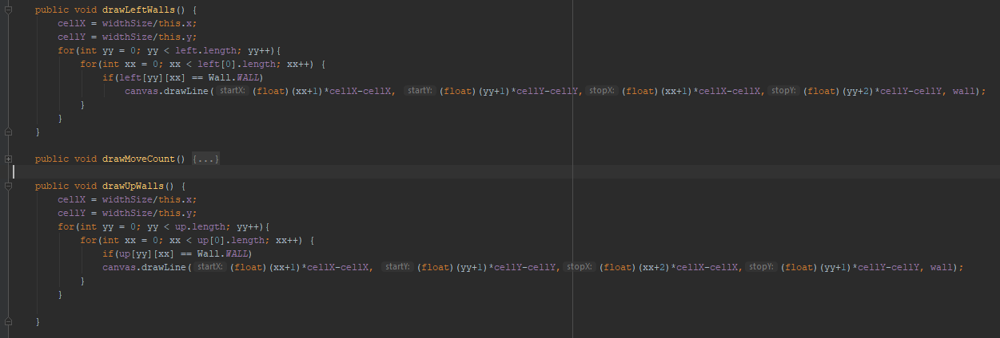 public void drawLeftWalls() {
cellX = widthSize/this.x;
cellY = widthSize/this.y;
for(int yy = 0; yy < left.length; yy++){
for(int xx = 0; xx < left[0].length; xx++) {
if(left[yy][xx] == Wall.WALL)
canvas.drawLine( startX: (float)(xx+1)*cellX-cellX, startY: (float)(yy+1)*cellY-cellY, stopX: (float)(xx+1)*cellX-cellX, stopY: (float)(yy+2)*cellY-cellY, wall);
}
}
}
public void drawMoveCount() {...}
public void drawUpWalls() {
cellX = widthSize/this.x;
cellY = widthSize/this.y;
for(int yy = 0; yy < up.length; yy++){
for(int xx = 0; xx < up[0].length; xx++) {
if(up[yy][xx] == Wall.WALL)
canvas.drawLine( startX: (float)(xx+1)*cellX-cellX, startY: (float)(yy+1)*cellY-cellY, stopX: (float)(xx+2)*cellX-cellX, stopY: (float)(yy+1)*cellY-cellY, wall);
}
}
}